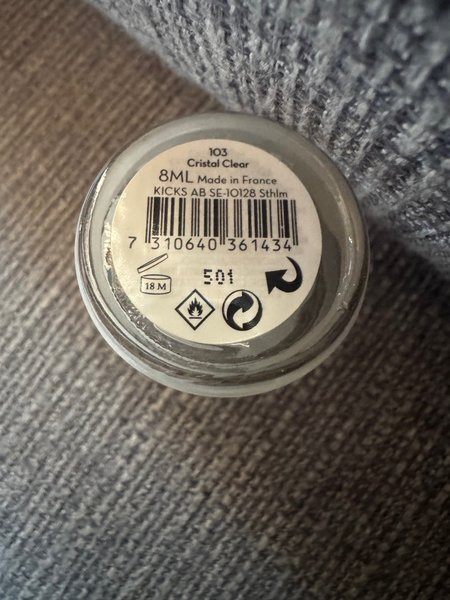 103
Cristal Clear
8ML Made in France
KICKS AB SE-10128 Sthlm
7 310640 361434
501
18 M